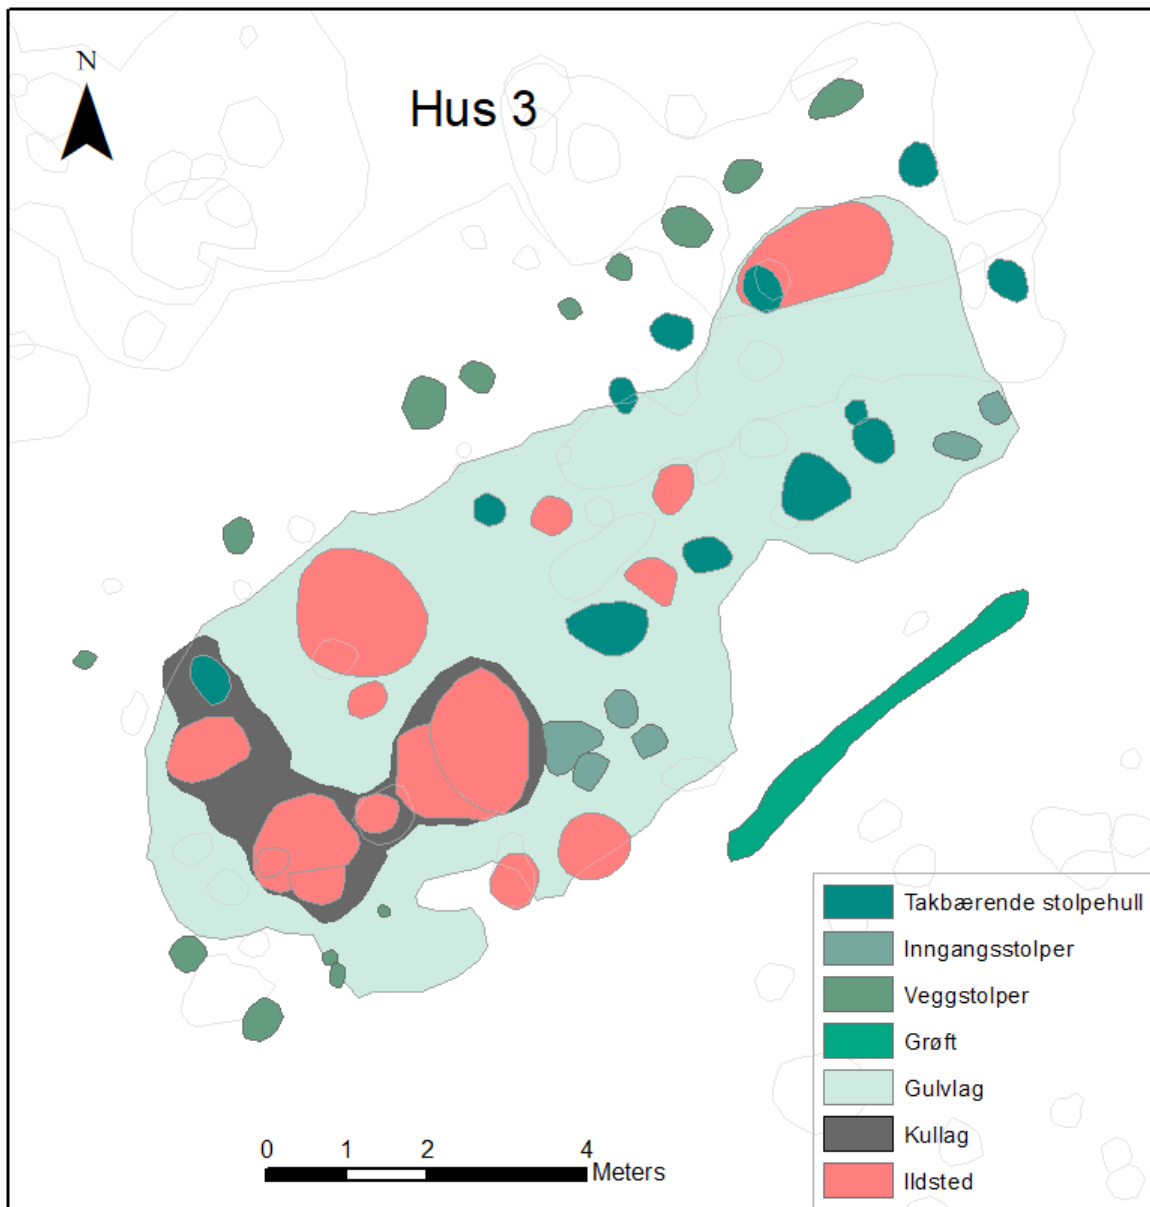 N
Hus 3
Takbærende stolpehull
Inngangsstolper
Veggstolper
Grøft
Gulvlag
Kullag
Ildsted
0 1 2 4
Meters